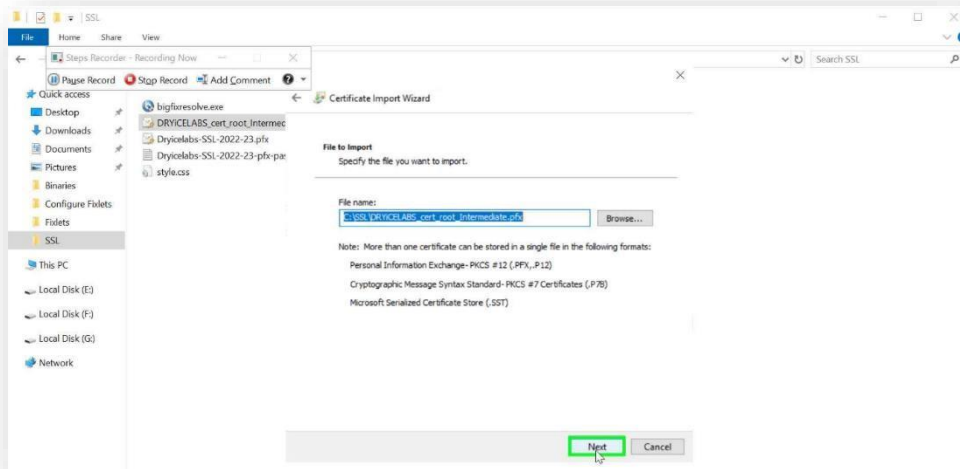 SSL
File Home Share View
Steps Recorder - Recording Now
Search SSL
Pause Record Stop Record Add Comment
Quick access
Desktop
Downloads
Documents
Pictures
Binaries
Configure Fixlets
Fixlets
SSL
This PC
Local Disk (E:)
Local Disk (F:)
Local Disk (G:)
Network
bigfixresolve.exe
DRYiCELABS_cert_root_Intermec
Dryicelabs-SSL-2022-23.pfx
Dryicelabs-SSL-2022-23-pfx-pas
style.css
Certificate Import Wizard
File to Import
Specify the file you want to import.
File name:
C:\SSL\DRYiCELABS_cert_root_Intermediate.pfx
Browse...
Note: More than one certificate can be stored in a single file in the following formats:
Personal Information Exchange- PKCS #12 (.PFX,.P12)
Cryptographic Message Syntax Standard- PKCS #7 Certificates (.P7B)
Microsoft Serialized Certificate Store (.SST)
Next Cancel